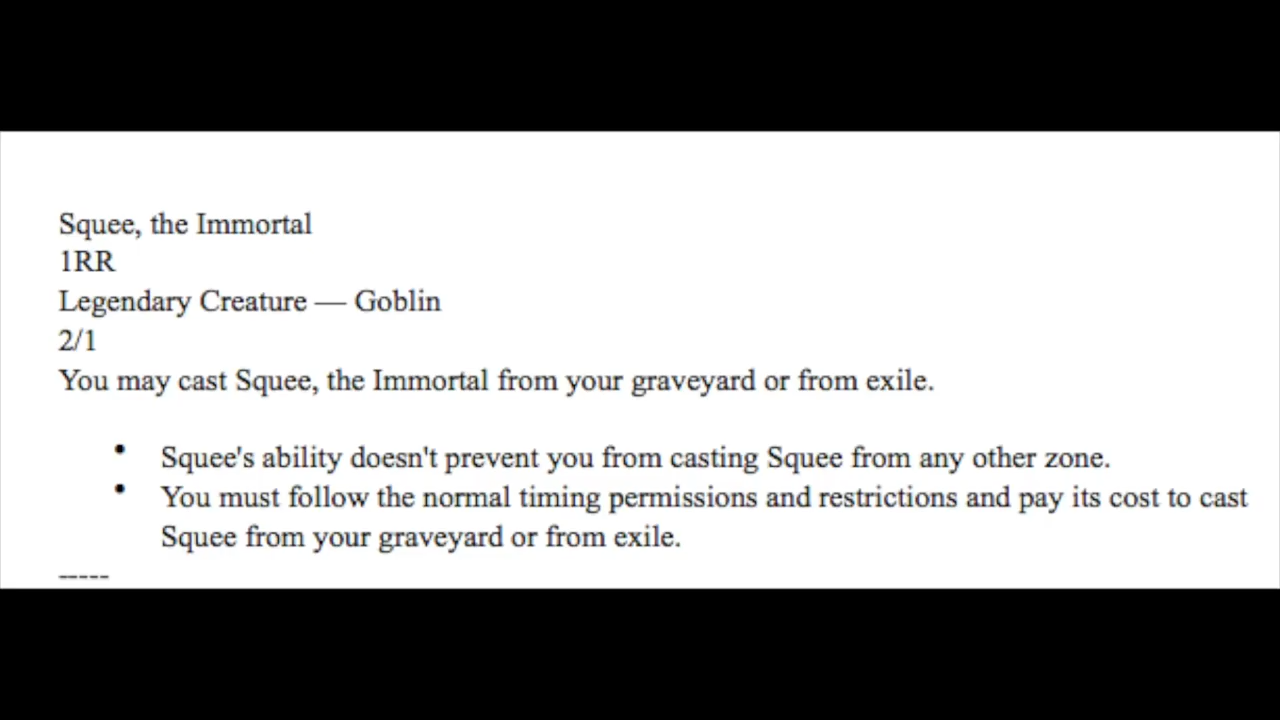 Squee, the Immortal
1RR
Legendary Creature — Goblin
2/1
You may cast Squee, the Immortal from your graveyard or from exile.
• Squee's ability doesn't prevent you from casting Squee from any other zone.
• You must follow the normal timing permissions and restrictions and pay its cost to cast
Squee from your graveyard or from exile.
-----